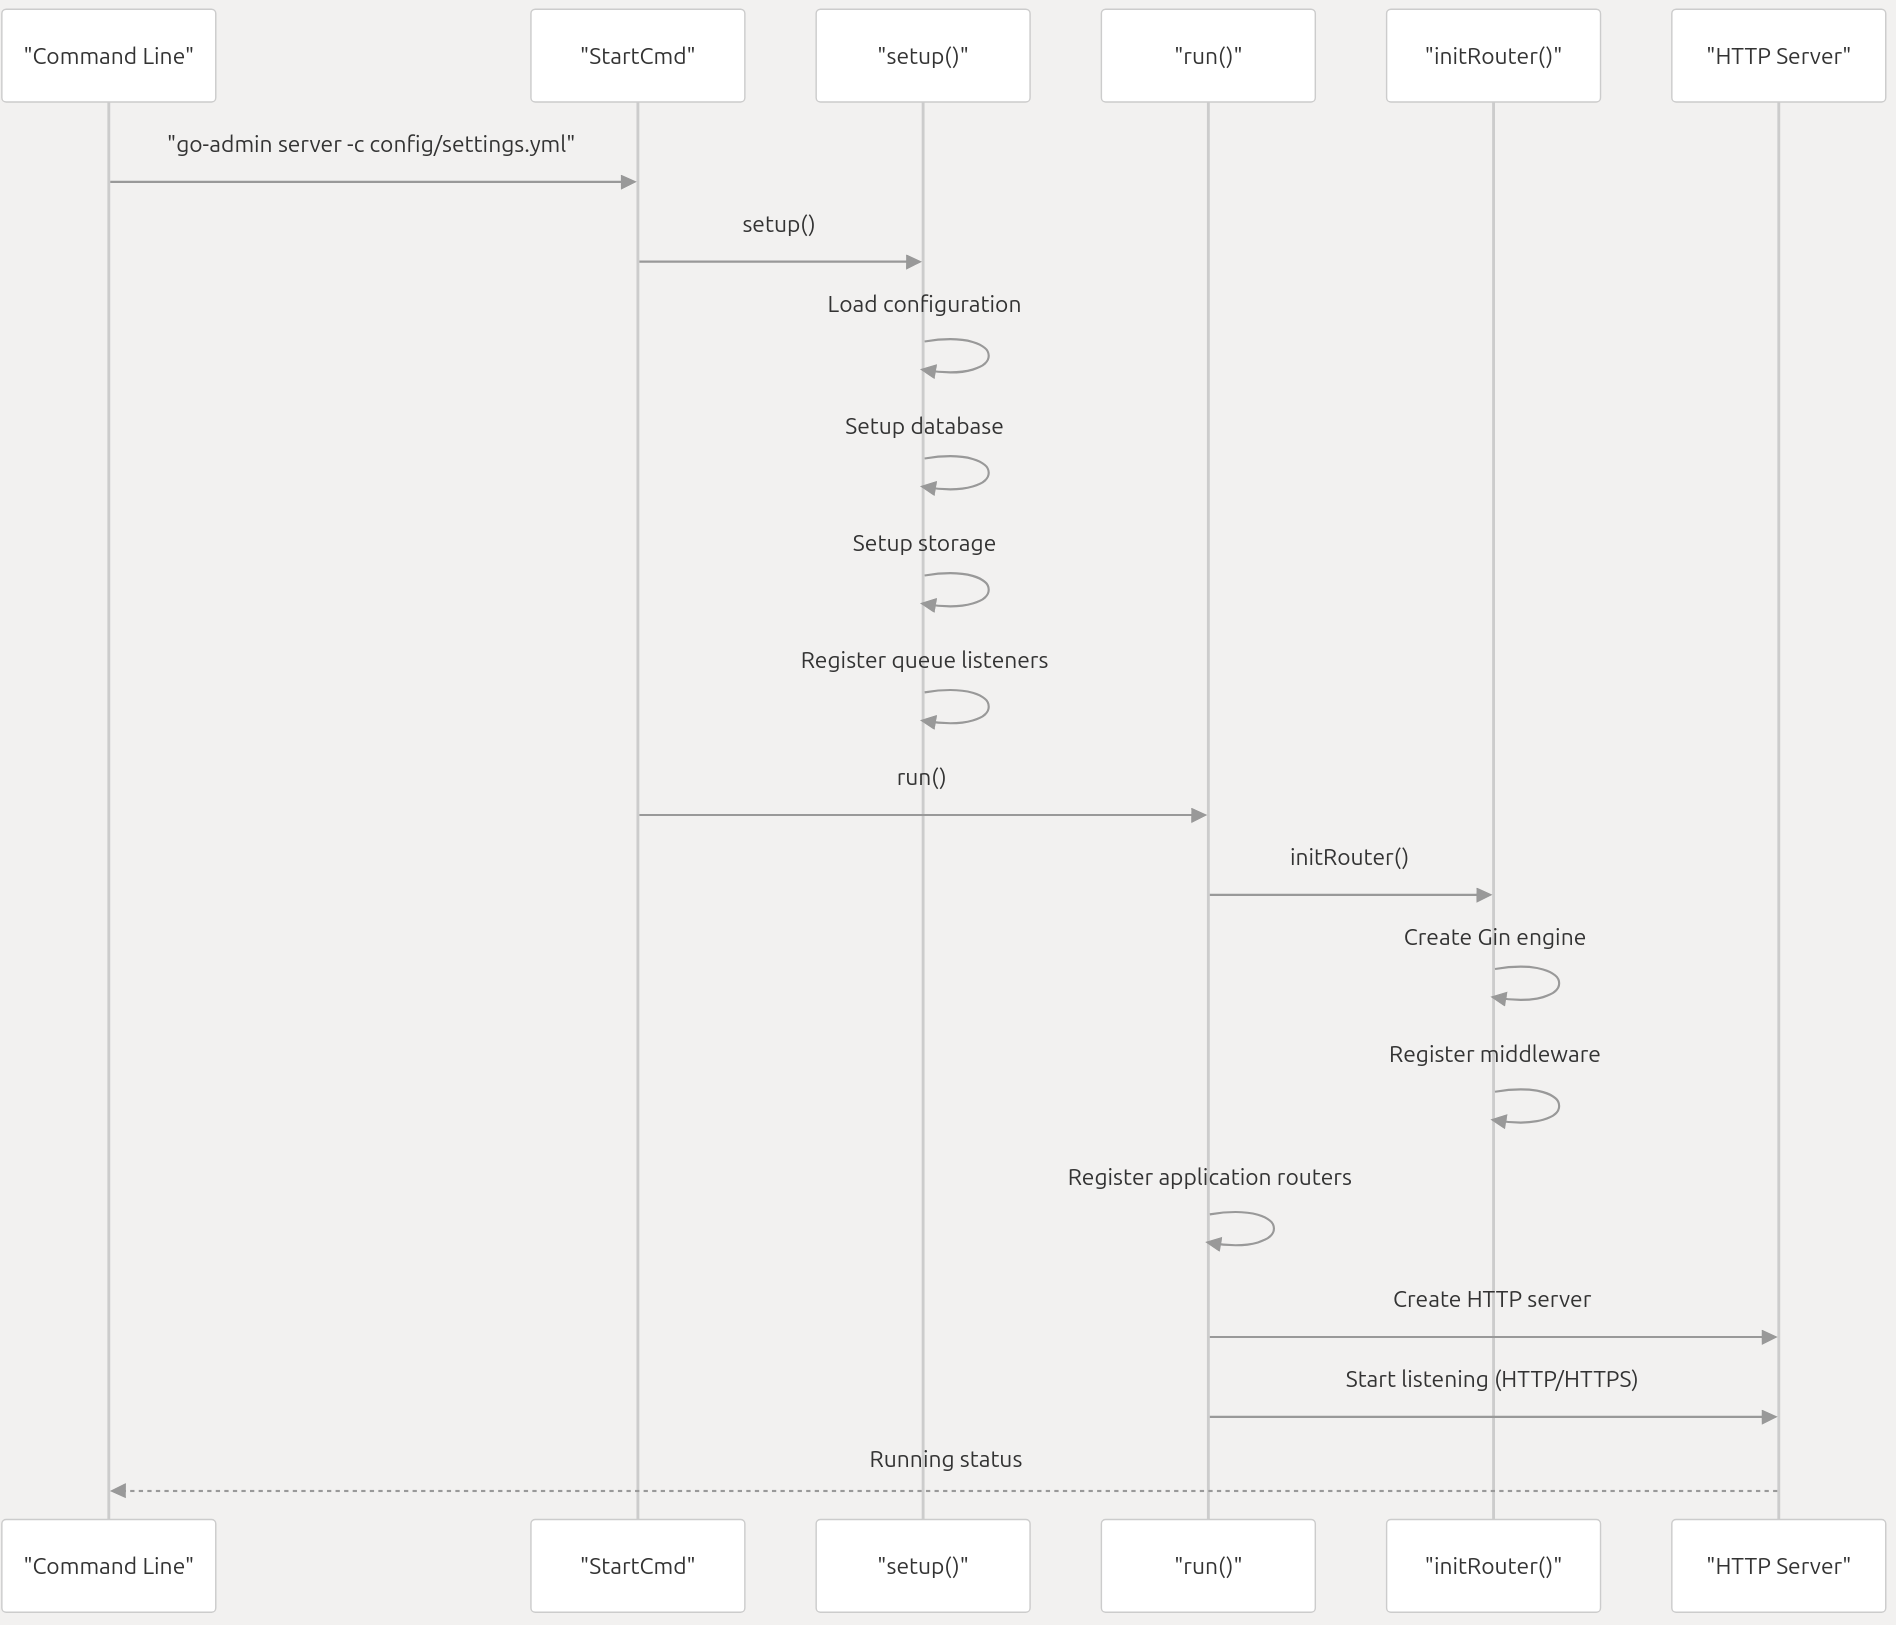 "Command Line"
"StartCmd"
"setup()"
"run()"
"initRouter()"
"HTTP Server"
"go-admin server -c config/settings.yml"
setup()
Load configuration
Setup database
Setup storage
Register queue listeners
run()
initRouter()
Create Gin engine
Register middleware
Register application routers
Create HTTP server
Start listening (HTTP/HTTPS)
Running status
"Command Line"
"StartCmd"
"setup()"
"run()"
"initRouter()"
"HTTP Server"